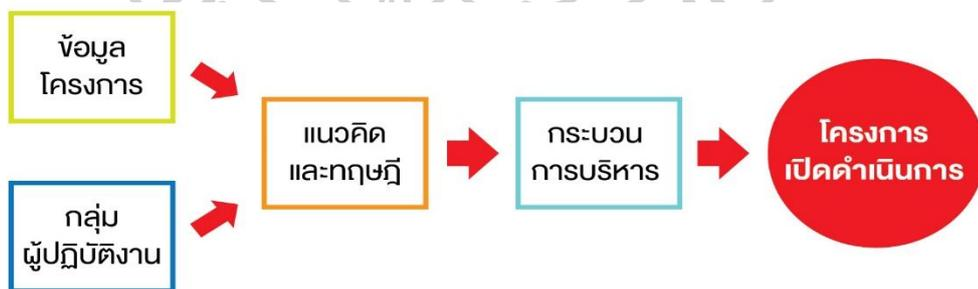 ข้อมูล
โครงการ
กลุ่ม
ผู้ปฏิบัติงาน
แนวคิด
และทฤษฎี
กระบวน
การบริหาร
โครงการ
เปิดดำเนินการ